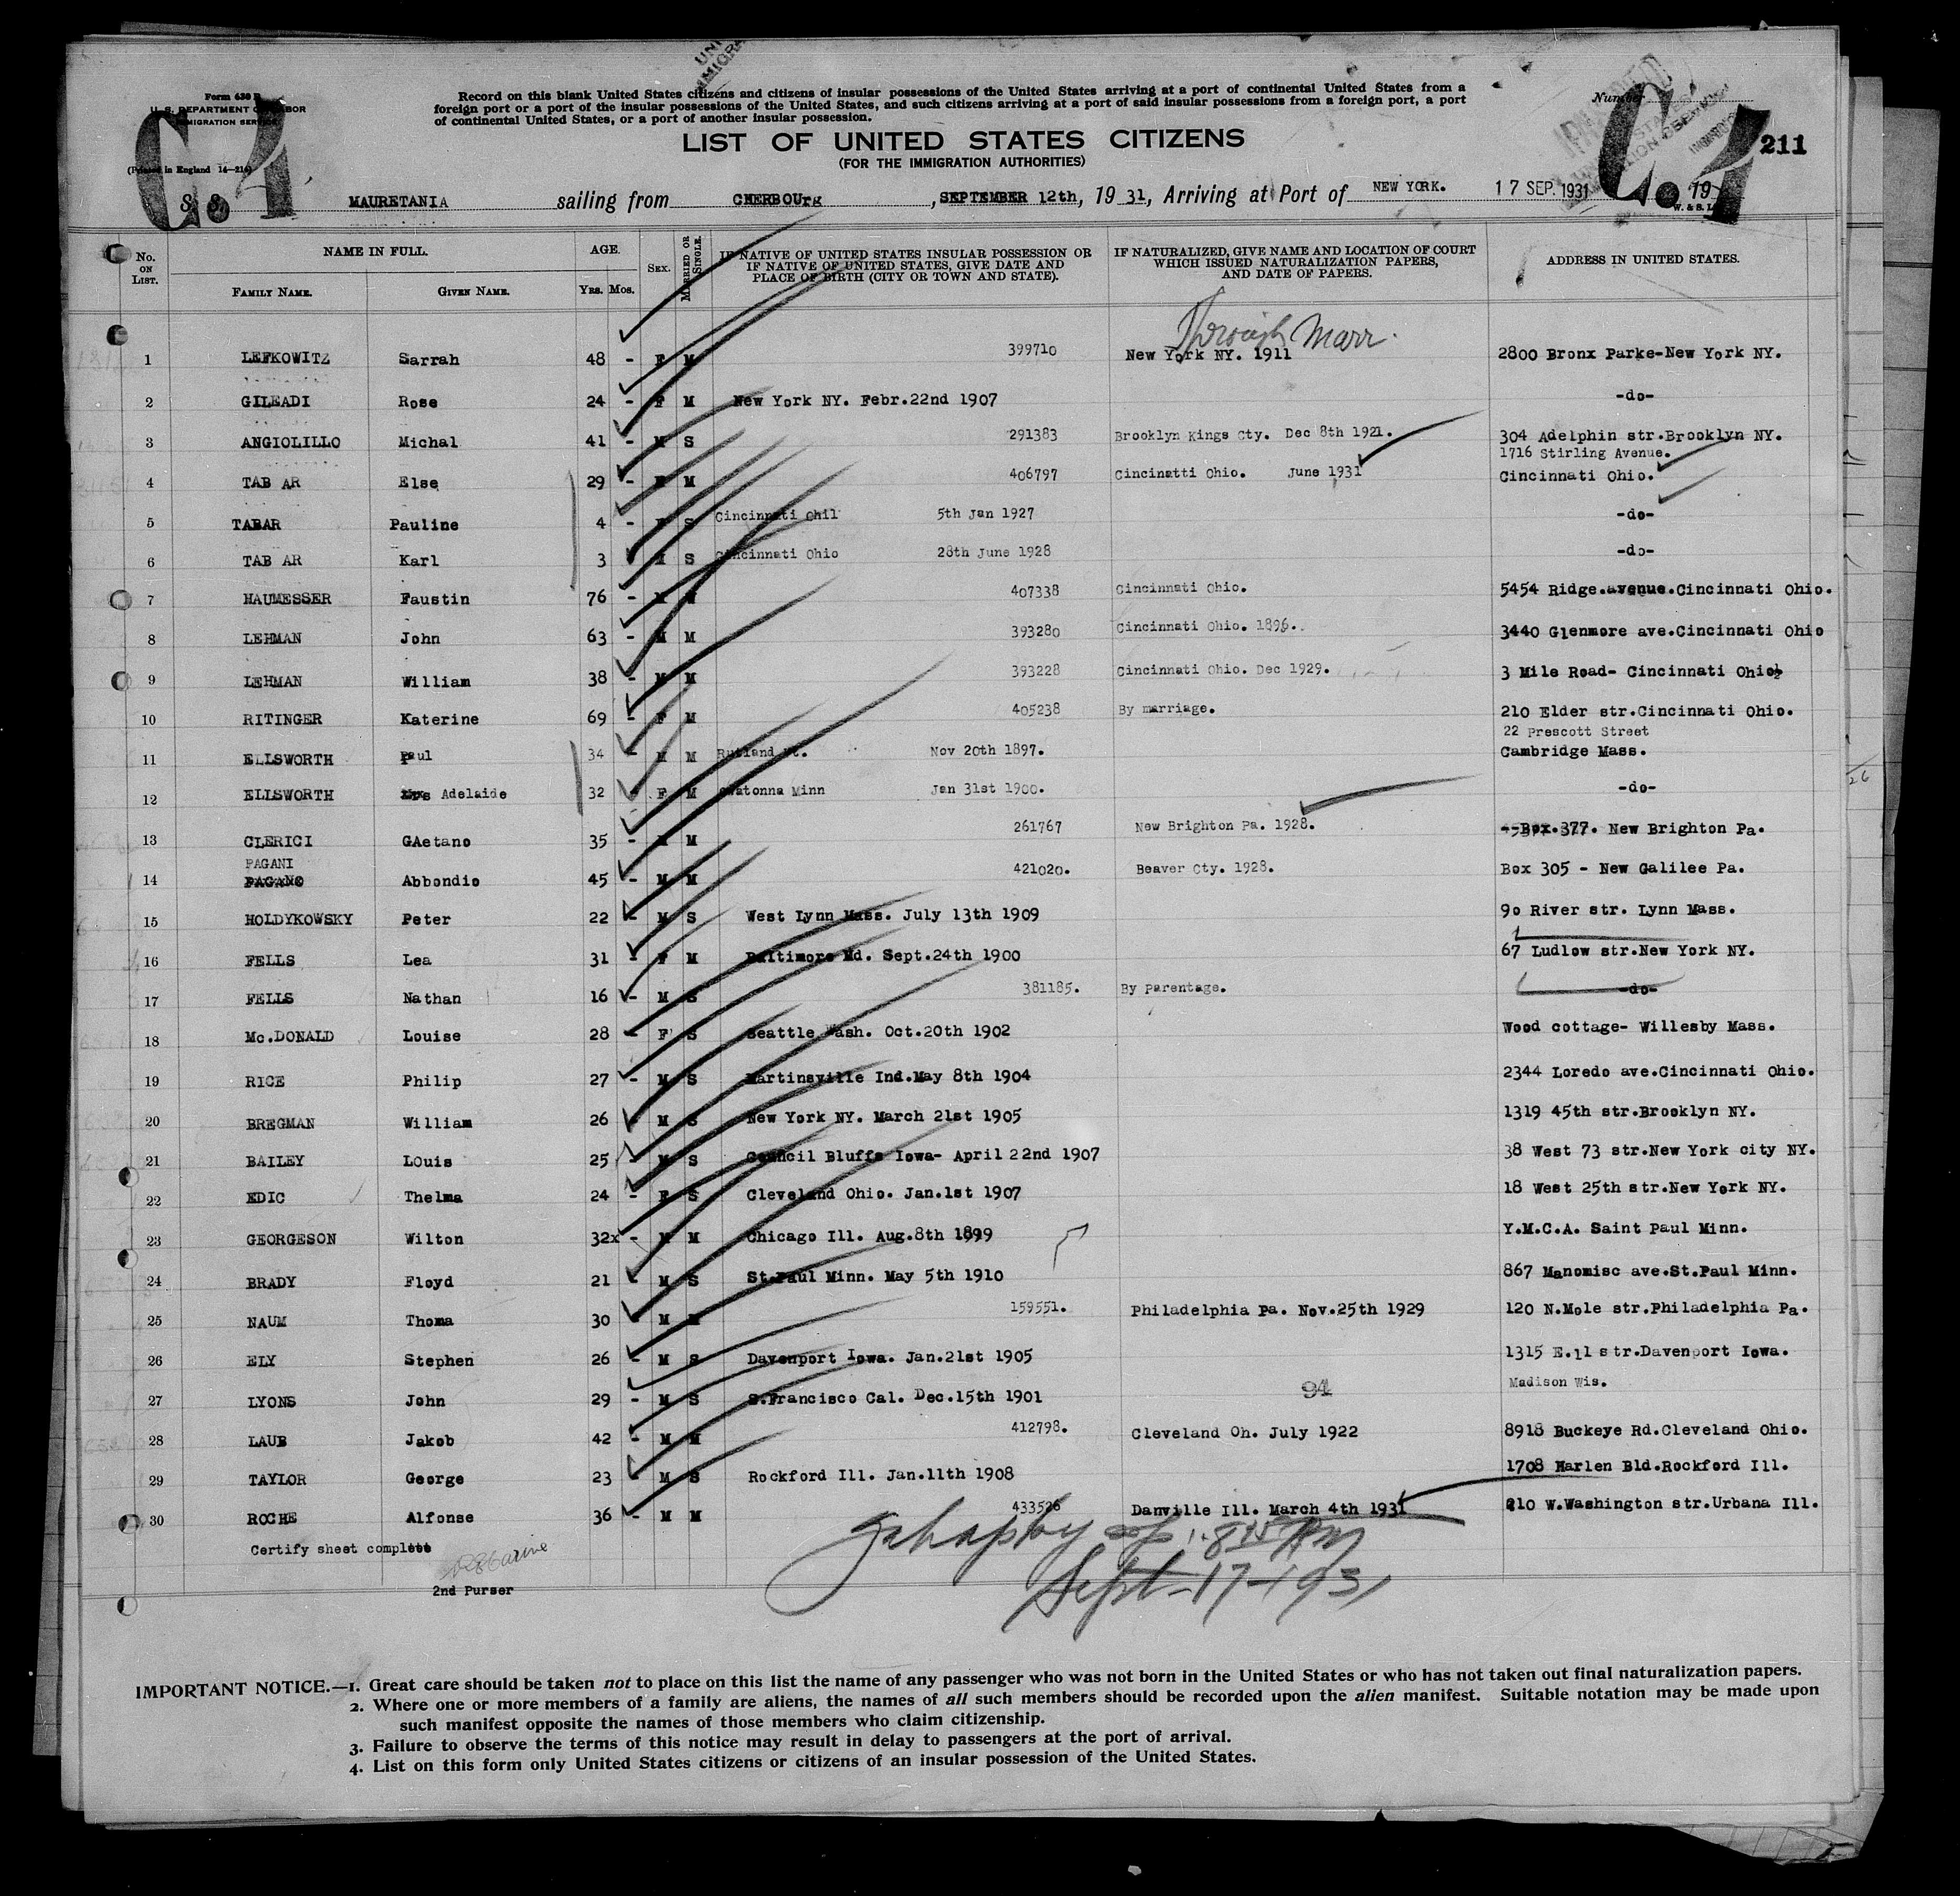 Form 630 B
U. S. DEPARTMENT OF LABOR
IMMIGRATION SERVICE
(Printed in England 14—214)
C. 4
Record on this blank United States citizens and citizens of insular possessions of the United States arriving at a port of continental United States from a
foreign port or a port of the insular possessions of the United States, and such citizens arriving at a port of said insular possessions from a foreign port, a port
of continental United States, or a port of another insular possession.
Number
C. 4
211
LIST OF UNITED STATES CITIZENS
(FOR THE IMMIGRATION AUTHORITIES)
S. S. MAURETANIA sailing from CHERBOUrg, SEPTEMBER 12th, 19 31, Arriving at Port of NEW YORK. 17 SEP. 1931 19
No. ON LIST. NAME IN FULL. FAMILY NAME. GIVEN NAME. AGE. YRS. MOS. SEX. MARRIED OR SINGLE. IF NATIVE OF UNITED STATES INSULAR POSSESSION OR IF NATIVE OF UNITED STATES, GIVE DATE AND PLACE OF BIRTH (CITY OR TOWN AND STATE). IF NATURALIZED, GIVE NAME AND LOCATION OF COURT WHICH ISSUED NATURALIZATION PAPERS, AND DATE OF PAPERS. ADDRESS IN UNITED STATES.
Through Marr.
1 LEFKOWITZ Sarrah 48 - F M 399710 New York NY. 1911 2800 Bronx Parke-New York NY.
2 GILEADI Rose 24 - F M New York NY. Febr.22nd 1907 -do-
3 ANGIOLILLO Michal 41 - M S 291383 Brooklyn Kings Cty. Dec 8th 1921. 304 Adelphin str.Brooklyn NY.
1716 Stirling Avenue.
4 TAB AR Else 29 - F M 406797 Cincinatti Ohio. June 1931 Cincinnati Ohio.
5 TABAR Pauline 4 - F S Cincinnati Ohil 5th Jan 1927 -do-
6 TAB AR Karl 3 M S Cincinnati Ohio 28th June 1928 -do-
7 HAUMESSER Faustin 76 - M M 407338 Cincinnati Ohio. 5454 Ridge.avenue.Cincinnati Ohio.
8 LEHMAN John 63 - M M 393280 Cincinnati Ohio. 1896. 3440 Glenmore ave.Cincinnati Ohio
9 LEHMAN William 38 - M M 393228 Cincinnati Ohio. Dec 1929. 3 Mile Road- Cincinnati Ohio
10 RITINGER Katerine 69 - F M 405238 By marriage. 210 Elder str.Cincinnati Ohio.
22 Prescott Street
11 ELLSWORTH Paul 34 - M M Rutland Vt. Nov 20th 1897. Cambridge Mass.
12 ELLSWORTH Mrs Adelaide 32 - F M Owatonna Minn Jan 31st 1900. -do-
13 CLERICI GAetano 35 - M M 261767 New Brighton Pa. 1928. --Box.377. New Brighton Pa.
PAGANI
14 PAGANO Abbondio 45 - M M 421020. Beaver Cty. 1928. Box 305 - New Galilee Pa.
15 HOLDYKOWSKY Peter 22 - M S West Lynn Mass. July 13th 1909 90 River str. Lynn Mass.
16 FELLS Lea 31 - F M Baltimore Md. Sept.24th 1900 67 Ludlow str.New York NY.
17 FELLS Nathan 16 - M S 381185. By Parentage. -do-
18 Mc.DONALD Louise 28 - F S Seattle Wash. Oct.20th 1902 Wood cottage- Willesby Mass.
19 RICE Philip 27 - M S Martinsville Ind.May 8th 1904 2344 Loredo ave.Cincinnati Ohio.
20 BREGMAN William 26 - M S New York NY. March 21st 1905 1319 45th str.Brooklyn NY.
21 BAILEY LOuis 25 - M S Council Bluffs Iowa- April 22nd 1907 38 West 73 str.New York city NY.
22 EDIC Thelma 24 - F S Cleveland Ohio. Jan.1st 1907 18 West 25th str.New York NY.
23 GEORGESON Wilton 32x - M M Chicago Ill. Aug.8th 1899 Y.M.C.A. Saint Paul Minn.
24 BRADY Floyd 21 - M S St.Paul Minn. May 5th 1910 867 Manomisc ave.St.Paul Minn.
25 NAUM Thoma 30 - M M 159551. Philadelphia Pa. Nov.25th 1929 120 N.Mole str.Philadelphia Pa.
26 ELY Stephen 26 - M S Davenport Iowa. Jan.21st 1905 1315 E.11 str.Davenport Iowa.
27 LYONS John 29 - M S S.Francisco Cal. Dec.15th 1901 94 Madison Wis.
28 LAUB Jakob 42 - M M 412798. Cleveland Oh. July 1922 8918 Buckeye Rd.Cleveland Ohio.
29 TAYLOR George 23 - M S Rockford Ill. Jan.11th 1908 1708 Harlen Bld.Rockford Ill.
30 ROCHE Alfonse 36 - M M 433526 Danville Ill. March 4th 1931 210 W.Washington str.Urbana Ill.
Certify sheet complete
2nd Purser
Sept-17-1931
IMPORTANT NOTICE.—1. Great care should be taken not to place on this list the name of any passenger who was not born in the United States or who has not taken out final naturalization papers.
2. Where one or more members of a family are aliens, the names of all such members should be recorded upon the alien manifest. Suitable notation may be made upon
such manifest opposite the names of those members who claim citizenship.
3. Failure to observe the terms of this notice may result in delay to passengers at the port of arrival.
4. List on this form only United States citizens or citizens of an insular possession of the United States.